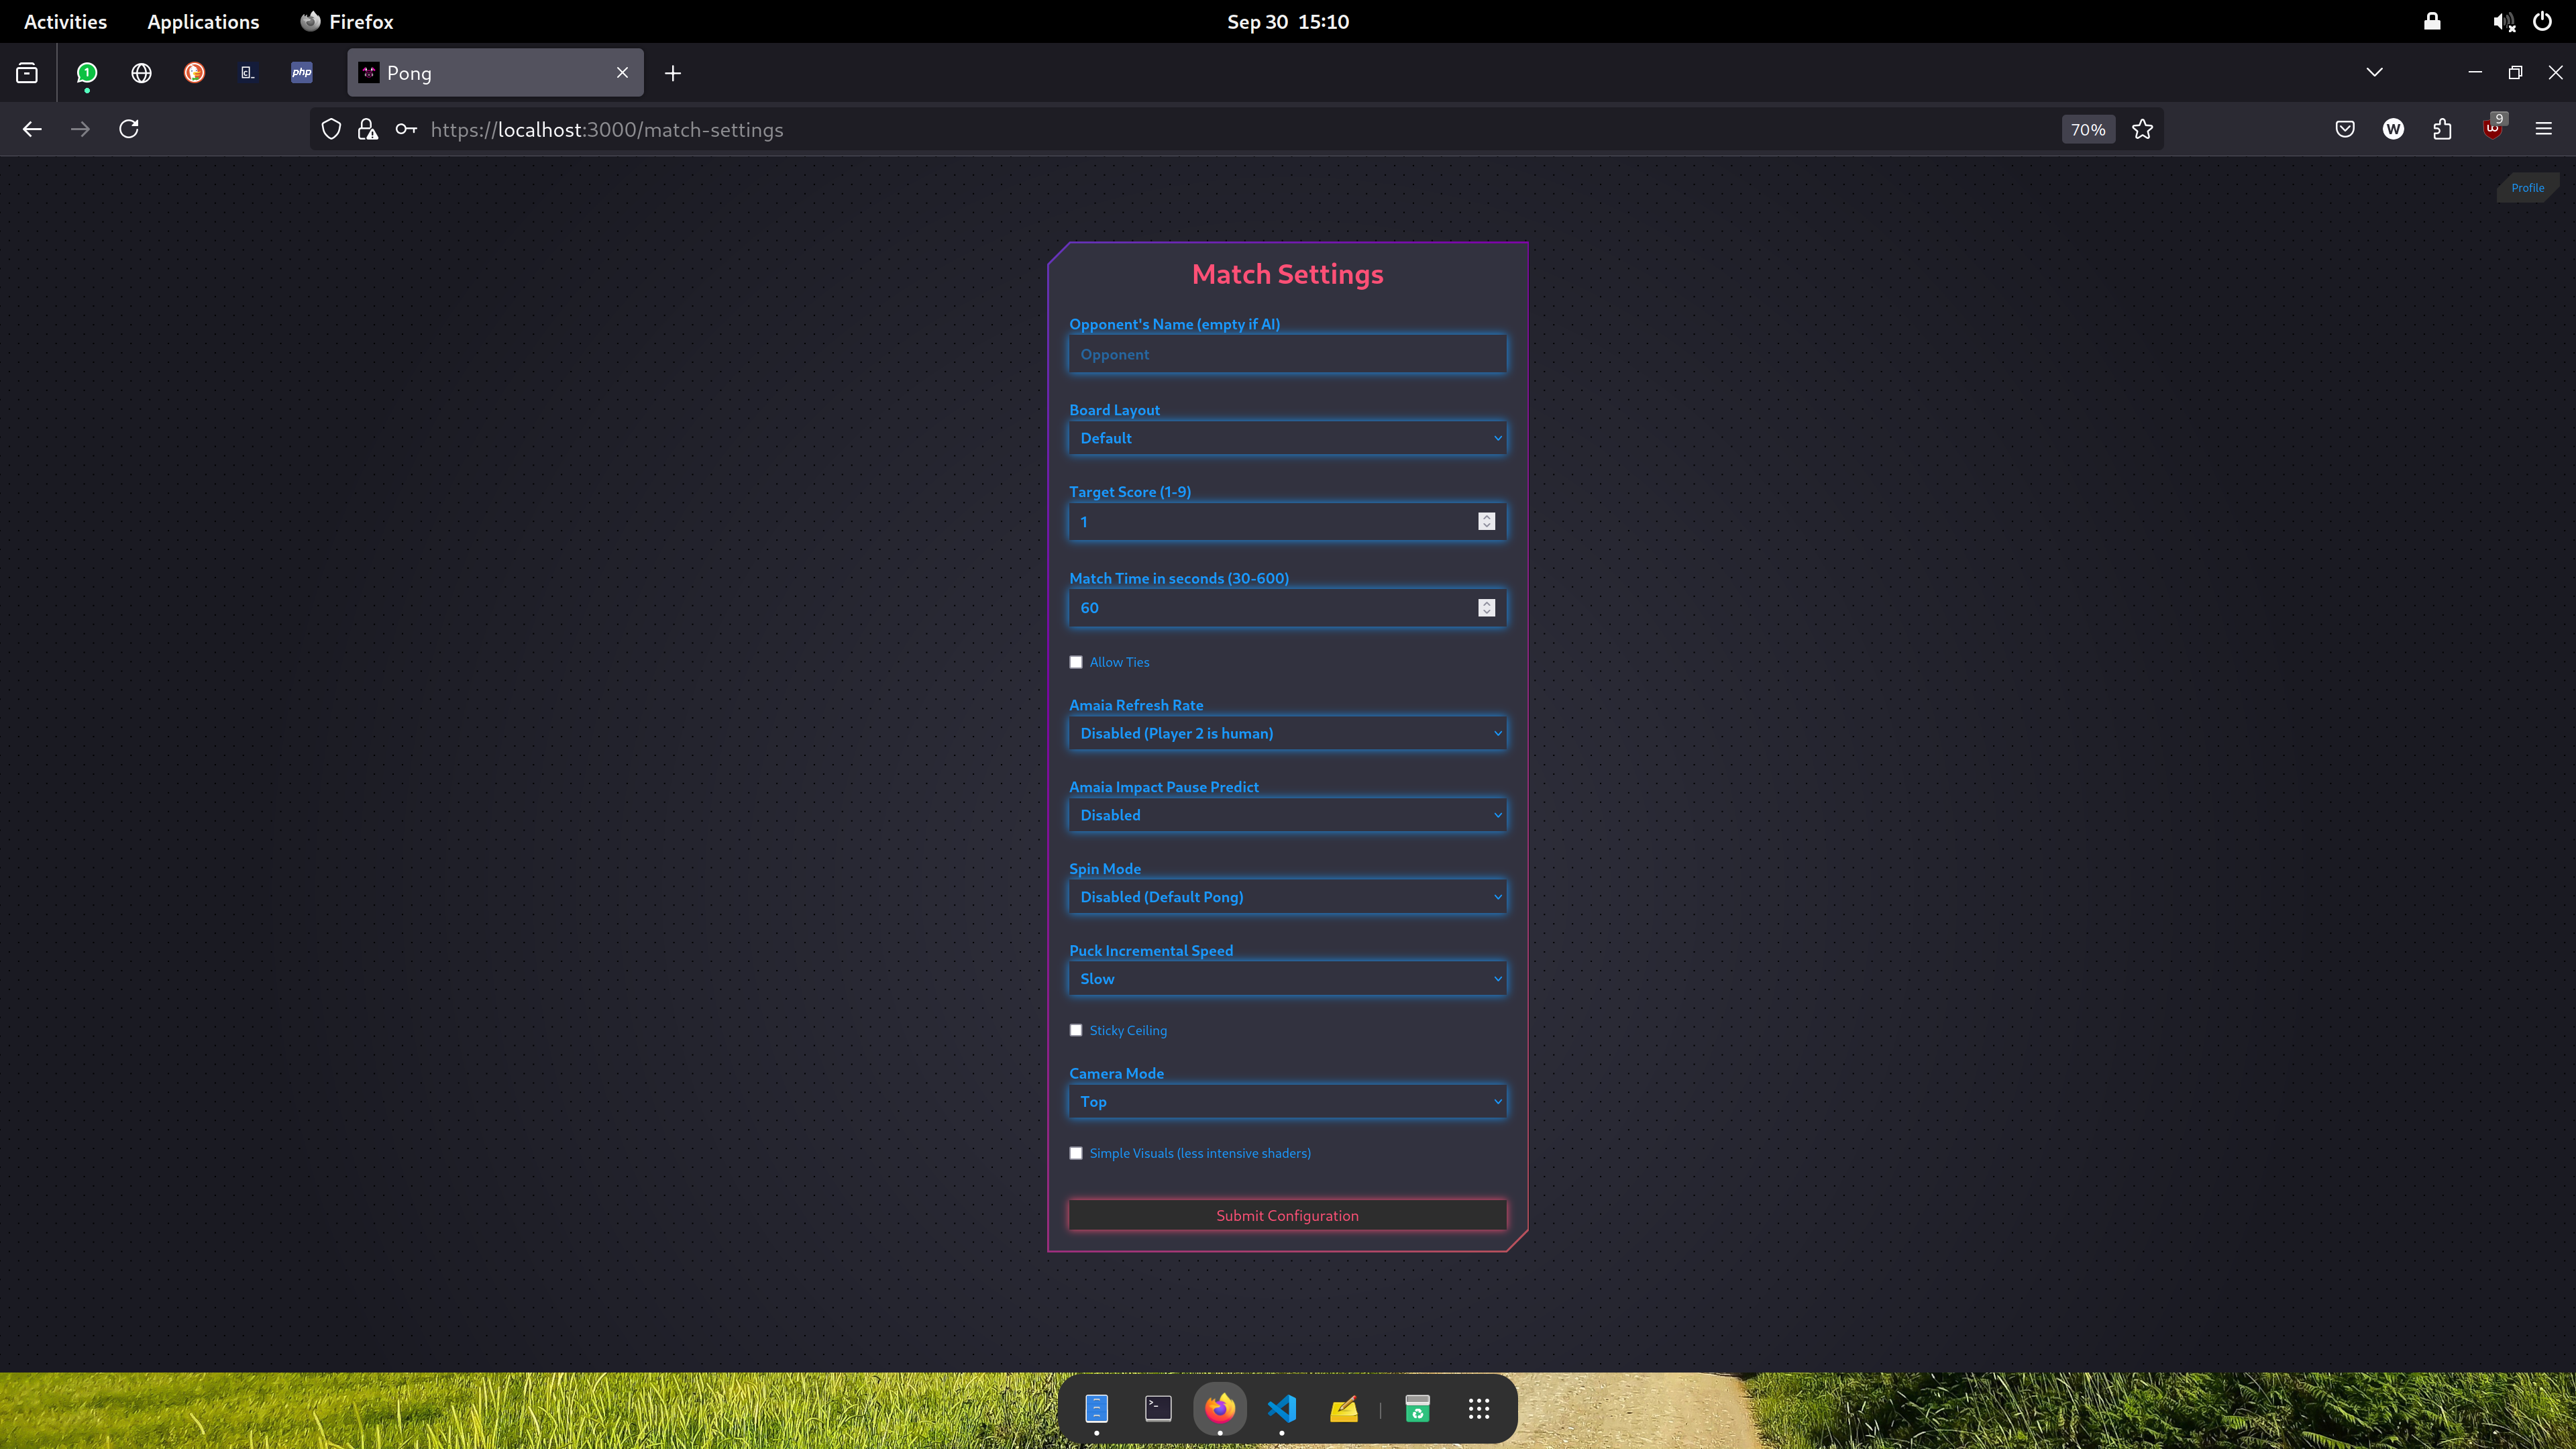 Activities Applications Firefox Sep 30 15:10
1 php Pong
https://localhost:3000/match-settings 70% W 9
Profile
Match Settings
Opponent's Name (empty if AI)
Opponent
Board Layout
Default
Target Score (1-9)
1
Match Time in seconds (30-600)
60
Allow Ties
Amaia Refresh Rate
Disabled (Player 2 is human)
Amaia Impact Pause Predict
Disabled
Spin Mode
Disabled (Default Pong)
Puck Incremental Speed
Slow
Sticky Ceiling
Camera Mode
Top
Simple Visuals (less intensive shaders)
Submit Configuration